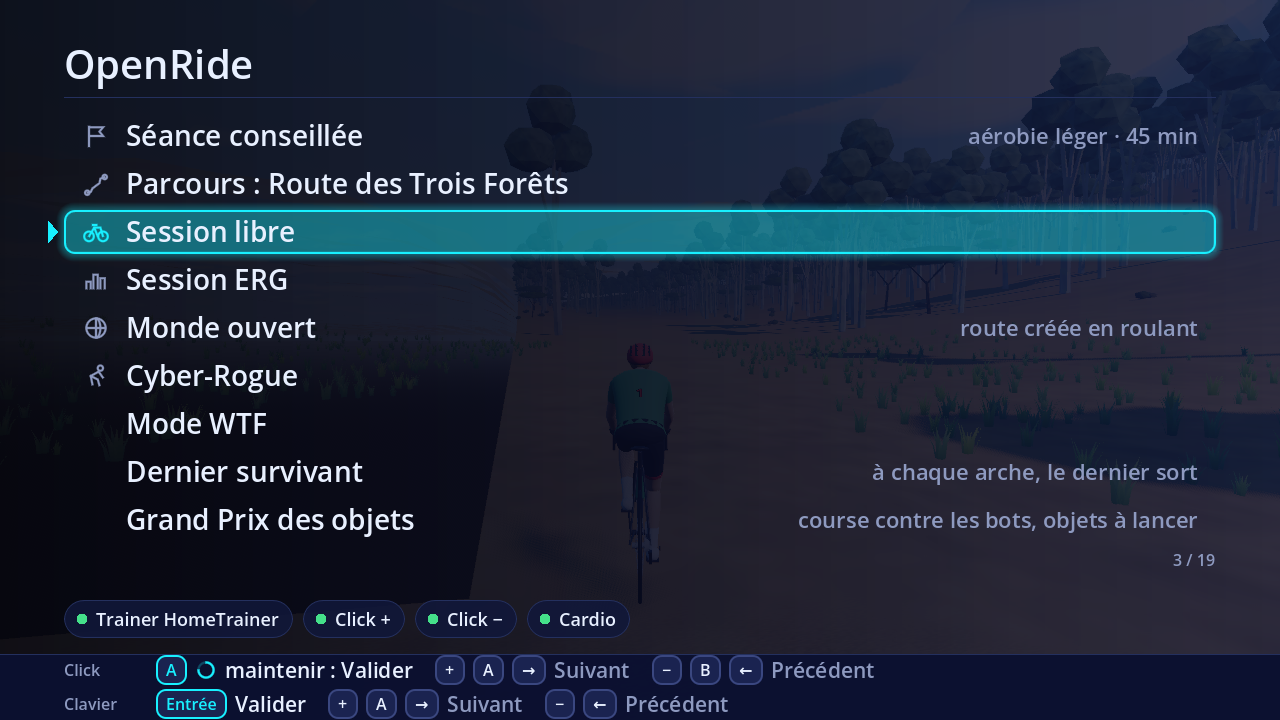 OpenRide
Séance conseillée aérobie léger · 45 min
Parcours : Route des Trois Forêts
Session libre
Session ERG
Monde ouvert route créée en roulant
Cyber-Rogue
Mode WTF
Dernier survivant à chaque arche, le dernier sort
Grand Prix des objets course contre les bots, objets à lancer
3 / 19
Trainer HomeTrainer Click + Click − Cardio
Click A maintenir : Valider + A → Suivant − B ← Précédent
Clavier Entrée Valider + A → Suivant − ← Précédent